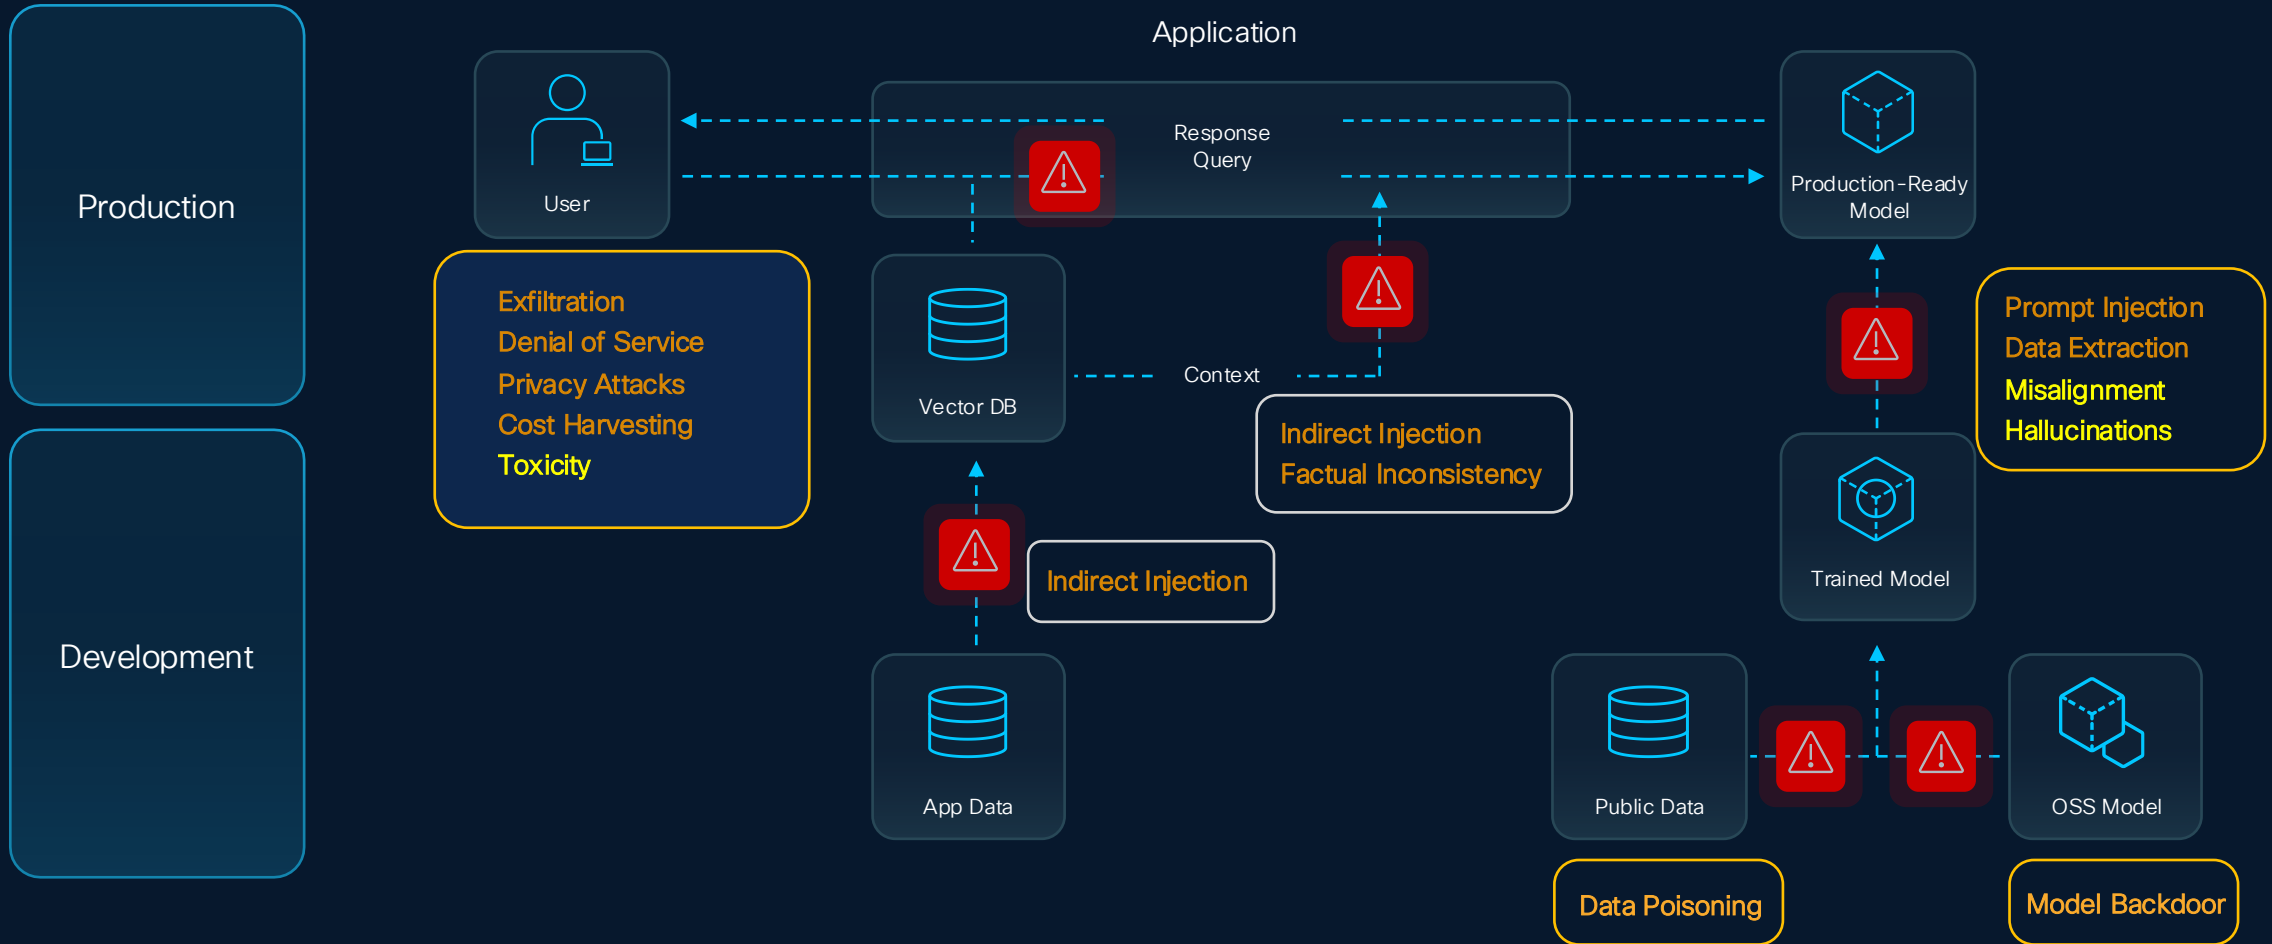 Application
Production
User
Response
Query
Production-Ready
Model
Exfiltration
Denial of Service
Privacy Attacks
Cost Harvesting
Toxicity
Vector DB
Context
Indirect Injection
Factual Inconsistency
Prompt Injection
Data Extraction
Misalignment
Hallucinations
Development
Indirect Injection
Trained Model
App Data
Public Data
OSS Model
Data Poisoning
Model Backdoor